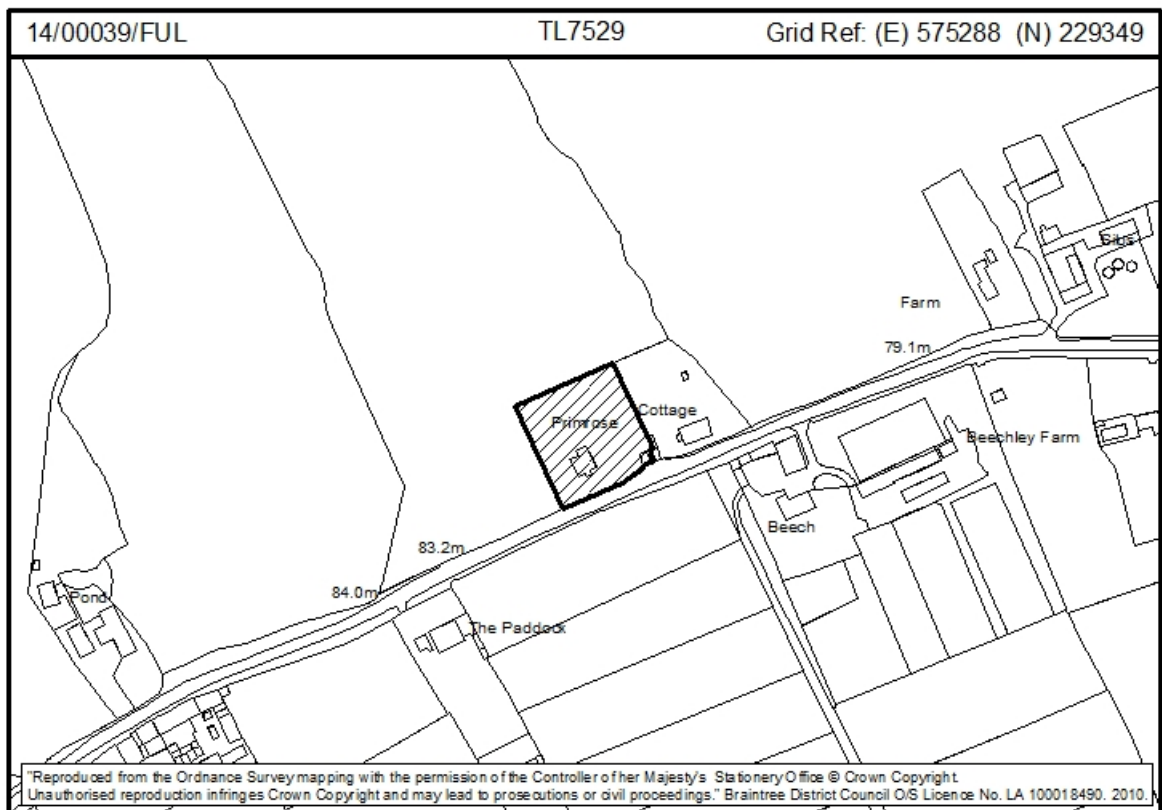 14/00039/FUL TL7529 Grid Ref: (E) 575288 (N) 229349
Silos
Farm
79.1m
Primrose Cottage
Beechley Farm
Beech
83.2m
84.0m
Pond
The Paddock
"Reproduced from the Ordnance Survey mapping with the permission of the Controller of her Majesty's Stationery Office © Crown Copyright.
Unauthorised reproduction infringes Crown Copyright and may lead to prosecutions or civil proceedings." Braintree District Council O/S Licence No. LA 100018490. 2010.